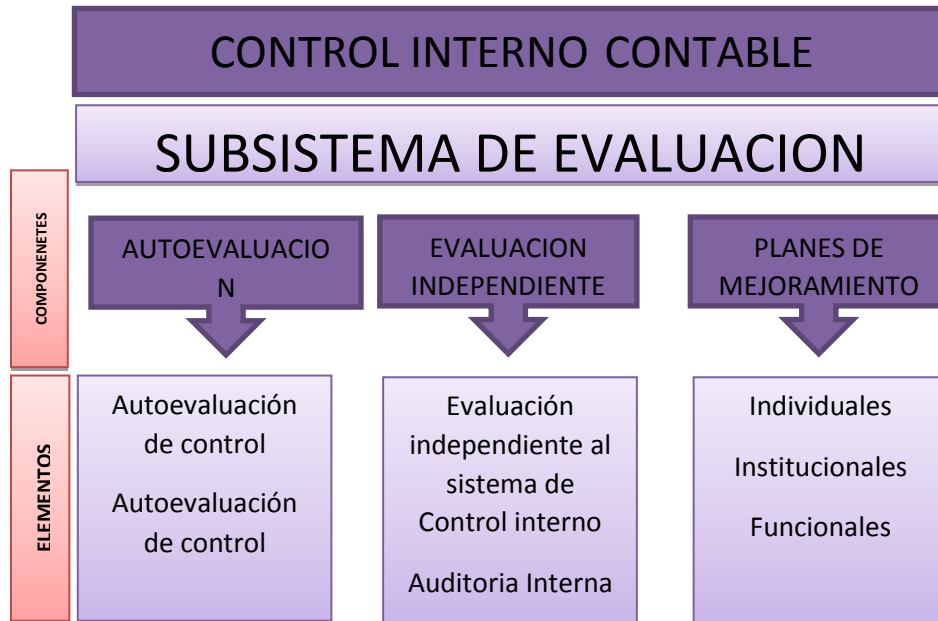 CONTROL INTERNO CONTABLE
SUBSISTEMA DE EVALUACION
COMPONENETES
AUTOEVALUACIO
N
EVALUACION
INDEPENDIENTE
PLANES DE
MEJORAMIENTO
ELEMENTOS
Autoevaluación
de control
Autoevaluación
de control
Evaluación
independiente al
sistema de
Control interno
Auditoria Interna
Individuales
Institucionales
Funcionales